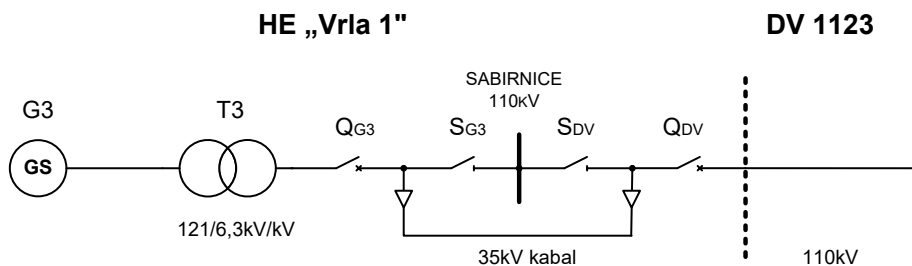 HE „Vrla 1" DV 1123
SABIRNICE
110kV
G3 T3 QG3 SG3 SDV QDV
GS
121/6,3kV/kV 35kV kabal 110kV